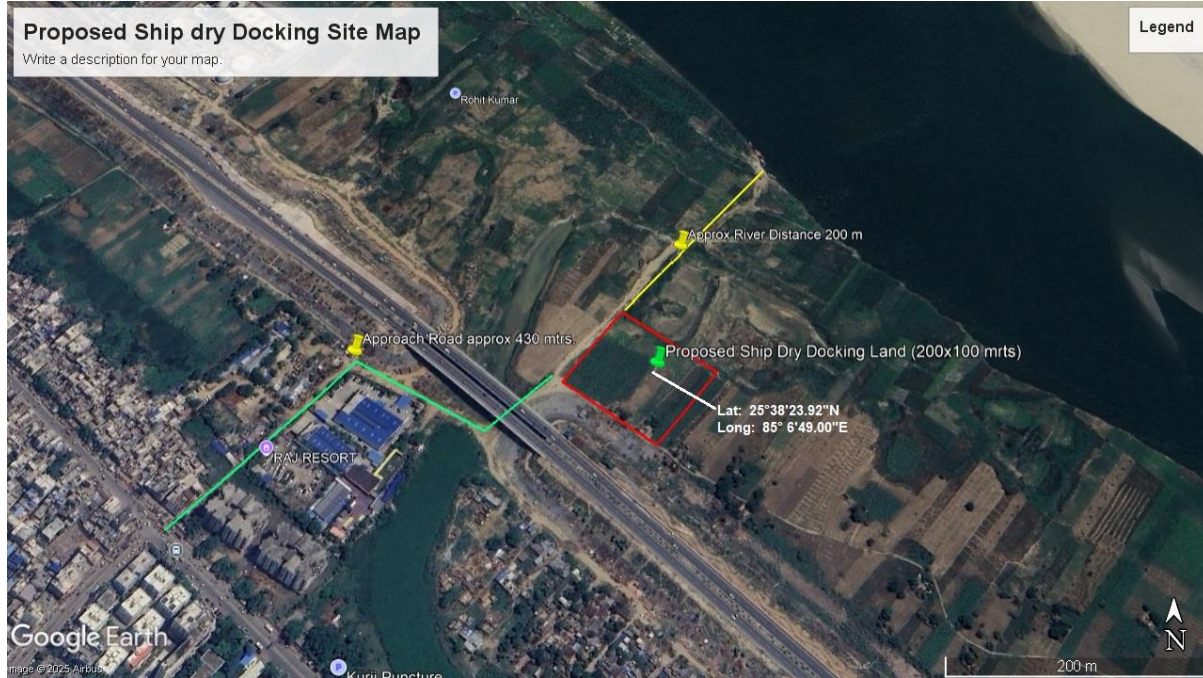 Proposed Ship dry Docking Site Map
Write a description for your map.
Legend
Rohit Kumar
Approx River Distance 200 m
Approach Road approx 430 mtrs.
Proposed Ship Dry Docking Land (200x100 mrts)
Lat: 25°38'23.92"N
Long: 85° 6'49.00"E
RAJ RESORT
N
Google Earth
mage © 2025 Airbus
200 m
Kurji Puncture